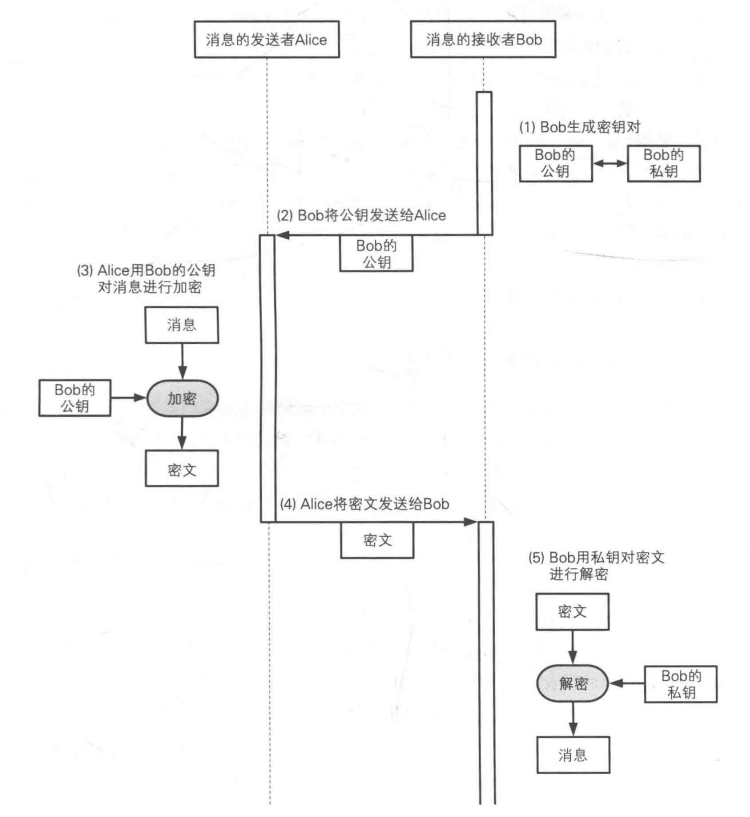 消息的发送者Alice
消息的接收者Bob
(1) Bob生成密钥对
Bob的
公钥
Bob的
私钥
(2) Bob将公钥发送给Alice
Bob的
公钥
(3) Alice用Bob的公钥
对消息进行加密
消息
Bob的
公钥
加密
密文
(4) Alice将密文发送给Bob
密文
(5) Bob用私钥对密文
进行解密
密文
解密
Bob的
私钥
消息